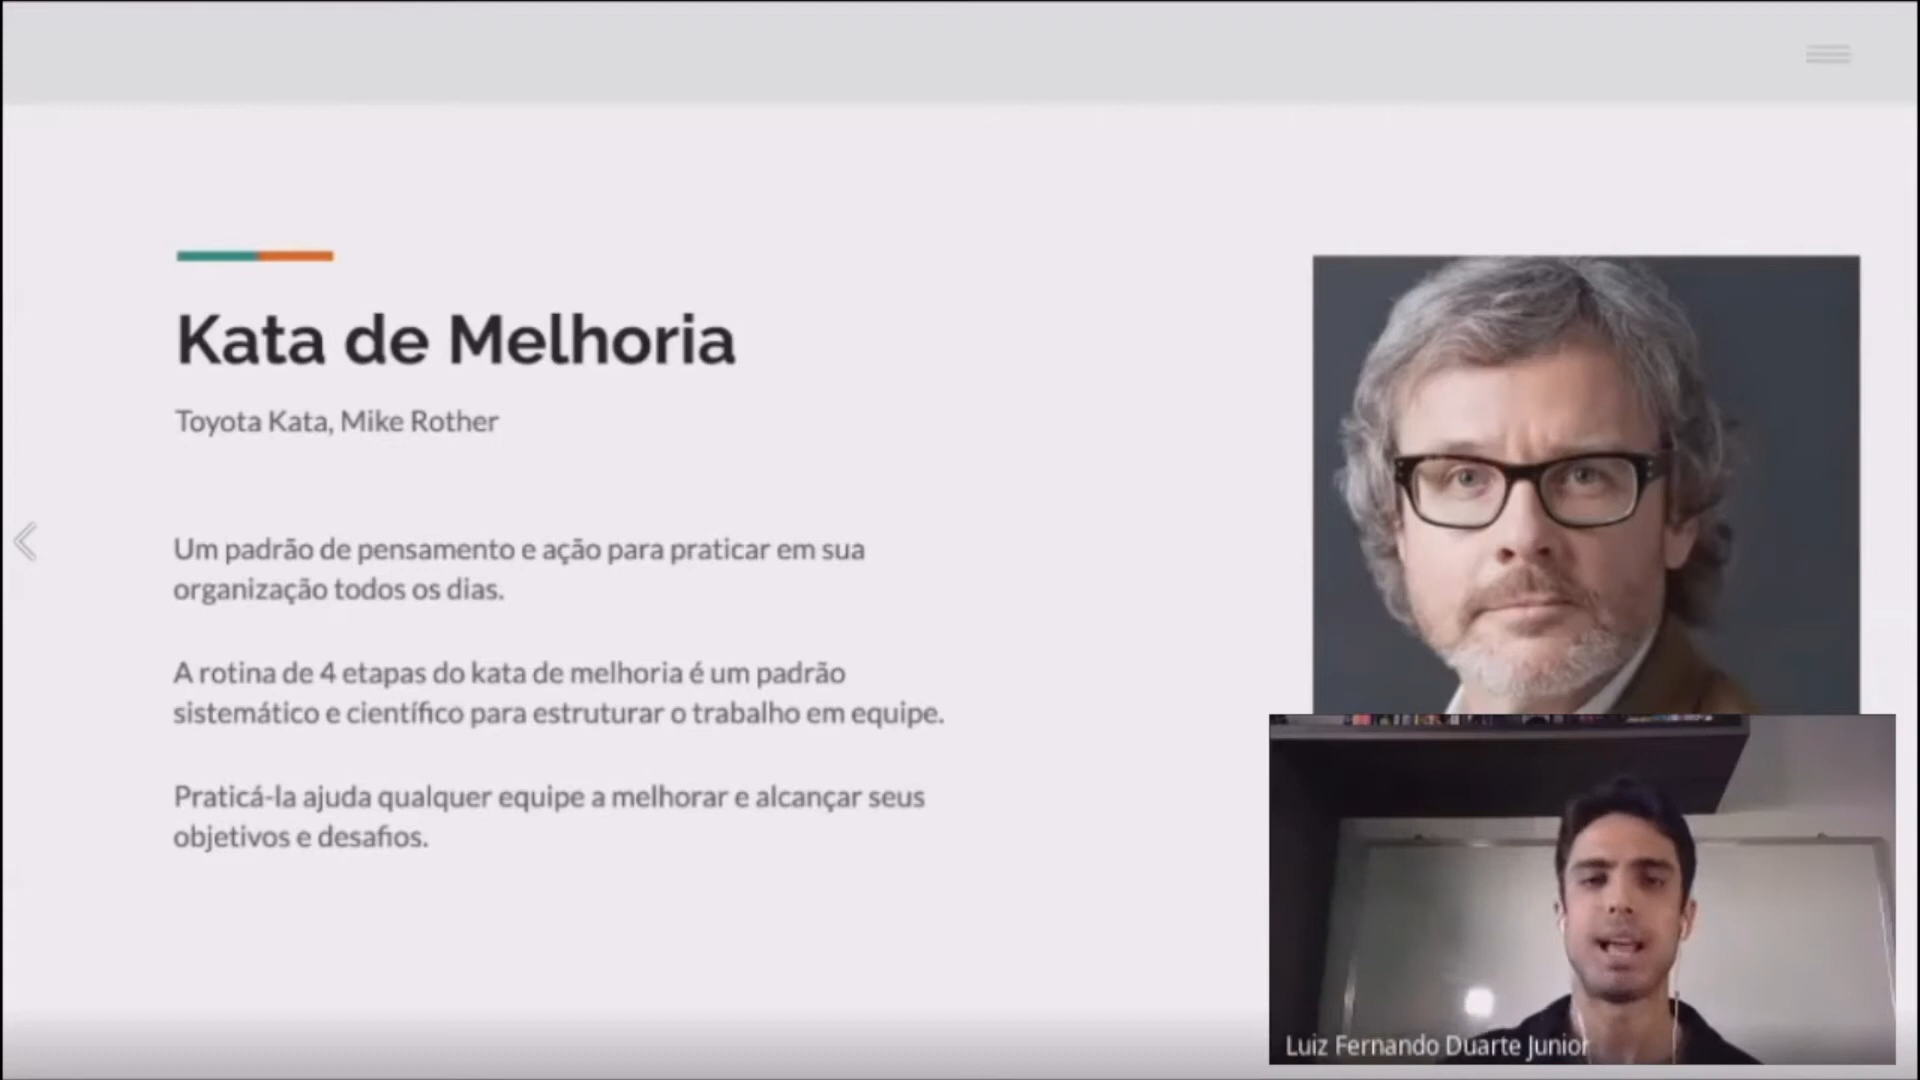 Kata de Melhoria
Toyota Kata, Mike Rother
Um padrão de pensamento e ação para praticar em sua
organização todos os dias.
A rotina de 4 etapas do kata de melhoria é um padrão
sistemático e científico para estruturar o trabalho em equipe.
Praticá-la ajuda qualquer equipe a melhorar e alcançar seus
objetivos e desafios.
Luiz Fernando Duarte Junior